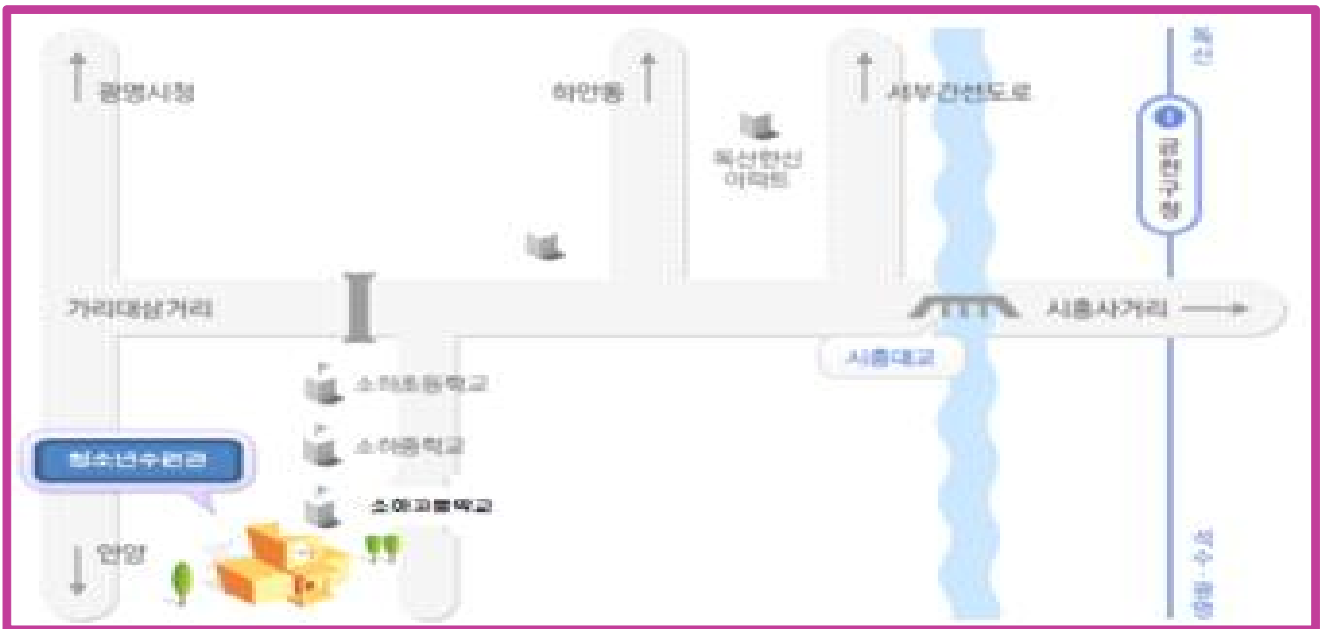 광명시청
하안동
서부간선도로
독산한신
아파트
금천구청
가리대삼거리
시흥사거리
시흥대교
소하초등학교
소하중학교
청소년수련관
소하고등학교
안양